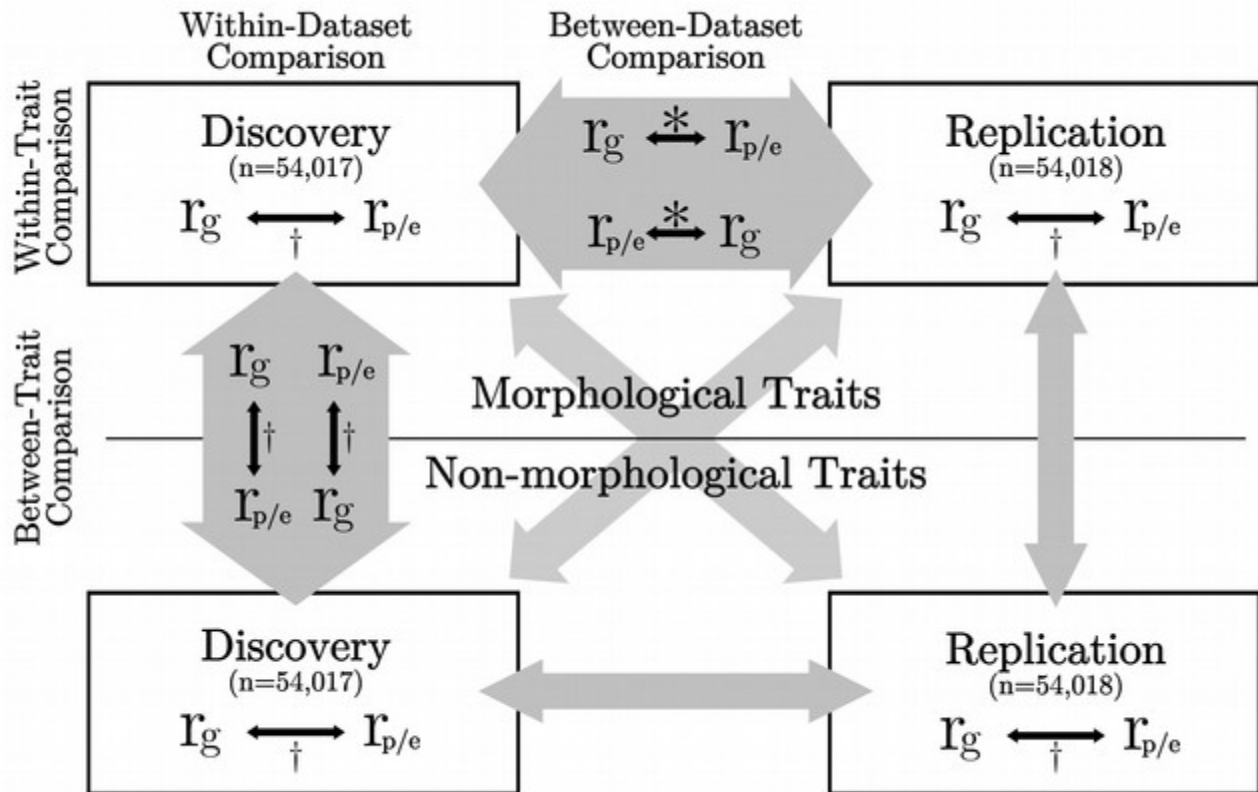 Within-Dataset
Comparison
Between-Dataset
Comparison
Within-Trait
Comparison
Discovery
(n=54,017)
rg ↔ rp/e
†
rg * ↔ rp/e
rp/e * ↔ rg
Replication
(n=54,018)
rg ↔ rp/e
†
Between-Trait
Comparison
rg rp/e
↕† ↕†
rp/e rg
Morphological Traits
Non-morphological Traits
Discovery
(n=54,017)
rg ↔ rp/e
†
Replication
(n=54,018)
rg ↔ rp/e
†